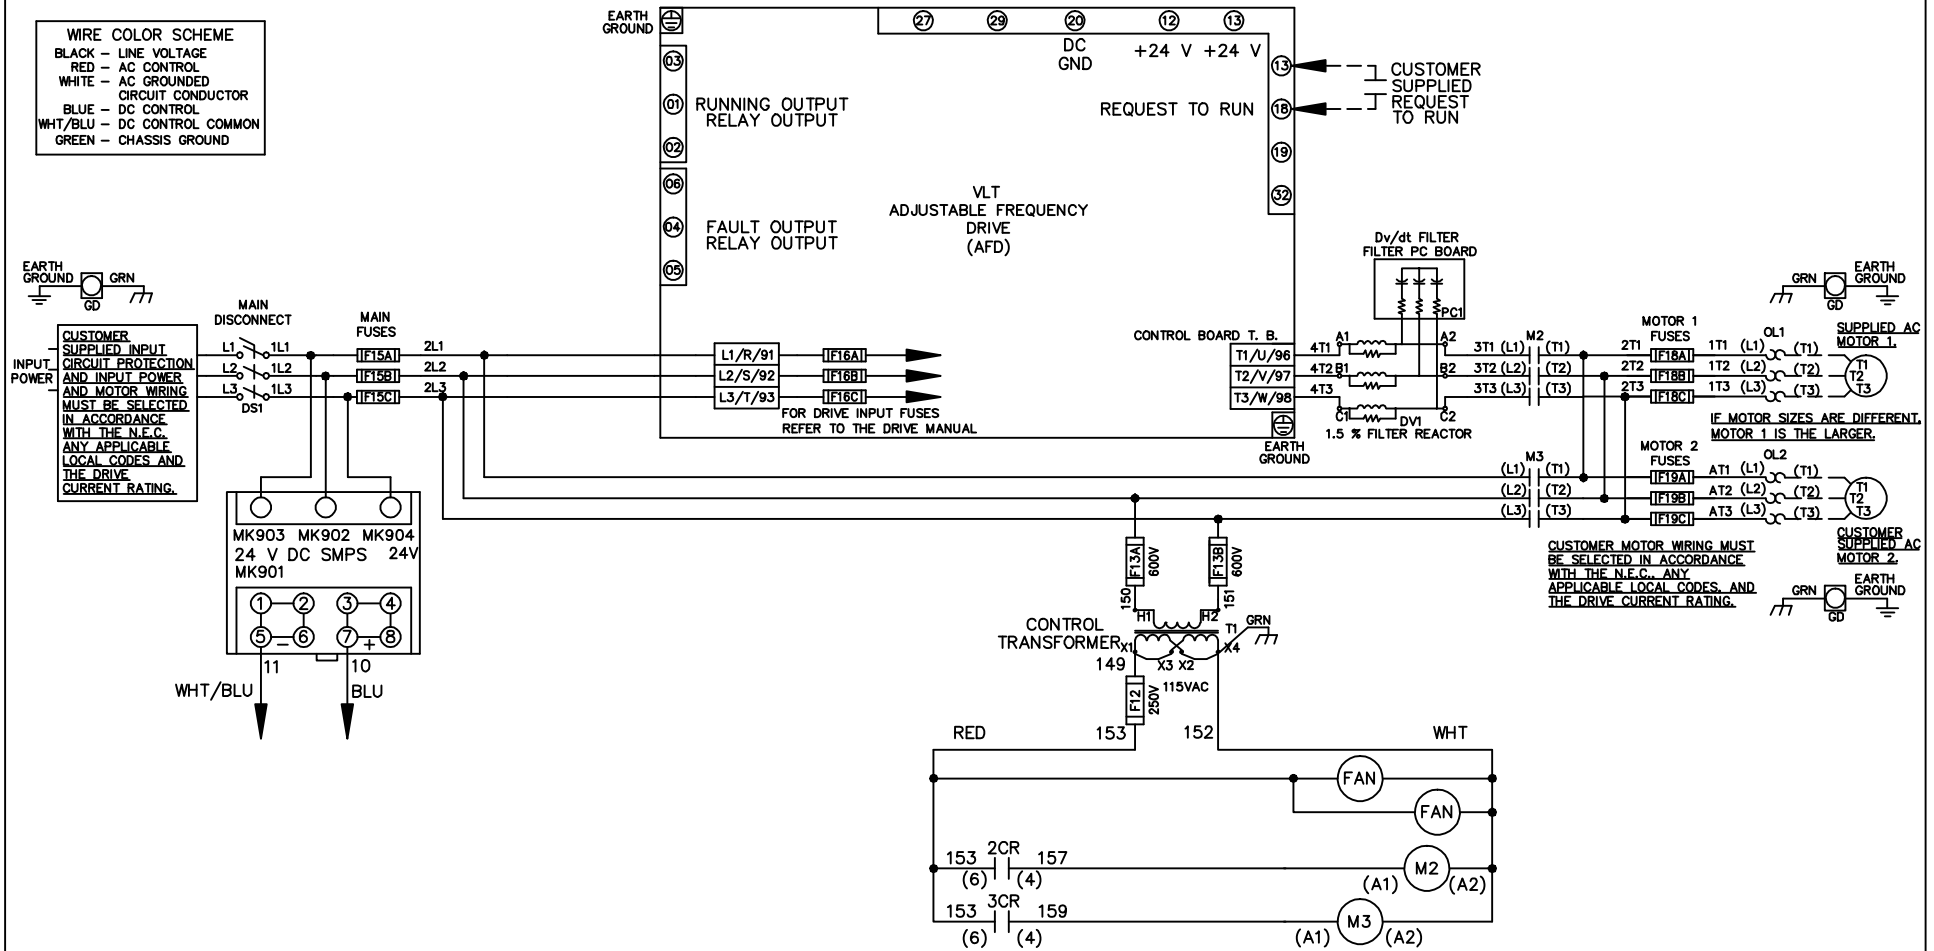 WIRE COLOR SCHEME
BLACK – LINE VOLTAGE
RED – AC CONTROL
WHITE – AC GROUNDED
CIRCUIT CONDUCTOR
BLUE – DC CONTROL
WHT/BLU – DC CONTROL COMMON
GREEN – CHASSIS GROUND
EARTH
GROUND
27
29
20
12
13
DC
GND
+24 V
+24 V
03
01
02
RUNNING OUTPUT
RELAY OUTPUT
06
04
05
FAULT OUTPUT
RELAY OUTPUT
VLT
ADJUSTABLE FREQUENCY
DRIVE
(AFD)
13
18
19
32
REQUEST TO RUN
CUSTOMER
SUPPLIED
REQUEST
TO RUN
EARTH
GROUND
GRN
GD
INPUT
POWER
CUSTOMER
SUPPLIED INPUT
CIRCUIT PROTECTION
AND INPUT POWER
AND MOTOR WIRING
MUST BE SELECTED
IN ACCORDANCE
WITH THE N.E.C.
ANY APPLICABLE
LOCAL CODES AND
THE DRIVE
CURRENT RATING.
MAIN
DISCONNECT
L1
1L1
L2
1L2
L3
1L3
DS1
MAIN
FUSES
F15A
2L1
F15B
2L2
F15C
2L3
L1/R/91
F16A
L2/S/92
F16B
L3/T/93
F16C
FOR DRIVE INPUT FUSES
REFER TO THE DRIVE MANUAL
CONTROL BOARD T. B.
T1/U/96
T2/V/97
T3/W/98
EARTH
GROUND
Dv/dt FILTER
FILTER PC BOARD
PC1
4T1
A1
A2
4T2
B1
B2
4T3
C1
C2
DV1
1.5 % FILTER REACTOR
M2
3T1 (L1) (T1)
3T2 (L2) (T2)
3T3 (L3) (T3)
MOTOR 1
FUSES
2T1
F18A
1T1 (L1)
2T2
F18B
1T2 (L2)
2T3
F18C
1T3 (L3)
OL1
(T1)
(T2)
(T3)
T1
T2
T3
GRN
GD
EARTH
GROUND
SUPPLIED AC
MOTOR 1.
IF MOTOR SIZES ARE DIFFERENT,
MOTOR 1 IS THE LARGER.
M3
(L1) (T1)
(L2) (T2)
(L3) (T3)
MOTOR 2
FUSES
F19A
AT1 (L1)
F19B
AT2 (L2)
F19C
AT3 (L3)
OL2
(T1)
(T2)
(T3)
T1
T2
T3
CUSTOMER
SUPPLIED AC
MOTOR 2.
CUSTOMER MOTOR WIRING MUST
BE SELECTED IN ACCORDANCE
WITH THE N.E.C., ANY
APPLICABLE LOCAL CODES, AND
THE DRIVE CURRENT RATING.
GRN
GD
EARTH
GROUND
MK903 MK902 MK904
24 V DC SMPS 24V
MK901
1
2
3
4
5
–
6
7
+
8
11
10
WHT/BLU
BLU
F13A
600V
F13B
600V
150
151
H1
H2
CONTROL
TRANSFORMER
T1
GRN
X1
X3 X2
X4
149
115VAC
F12
250V
153
152
RED
WHT
FAN
FAN
153 2CR 157
(6) (4)
M2
(A1) (A2)
153 3CR 159
(6) (4)
M3
(A1) (A2)